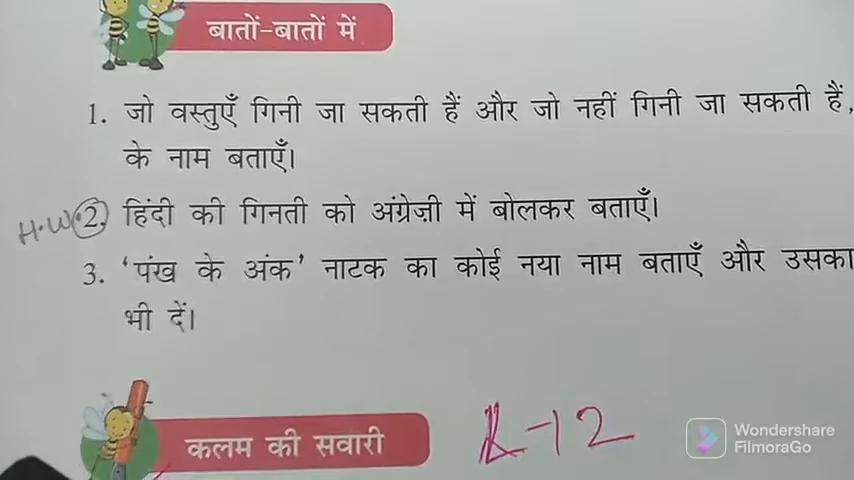 बातों-बातों में
1. जो वस्तुएँ गिनी जा सकती हैं और जो नहीं गिनी जा सकती हैं,
के नाम बताएँ।
H.W. 2. हिंदी की गिनती को अंग्रेज़ी में बोलकर बताएँ।
3. 'पंख के अंक' नाटक का कोई नया नाम बताएँ और उसका
भी दें।
कलम की सवारी
L-12
Wondershare
FilmoraGo